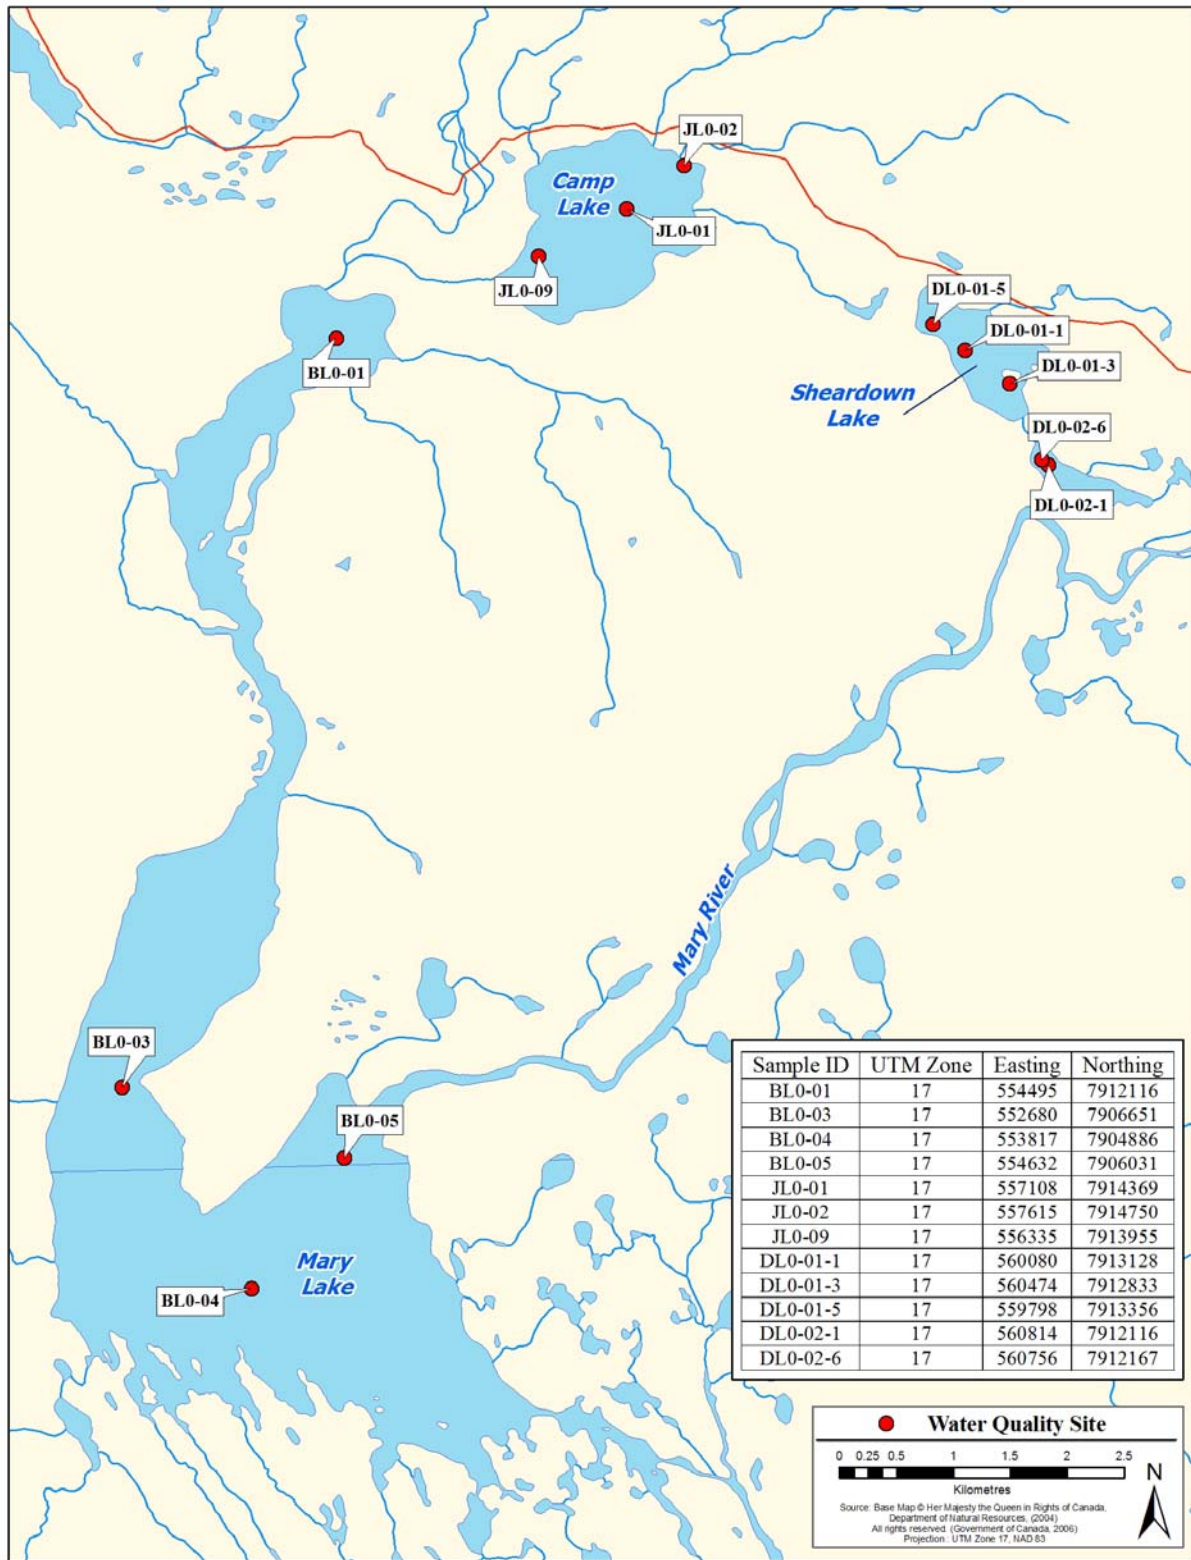 JL0-02
Camp
Lake
JL0-01
JL0-09
DL0-01-5
DL0-01-1
BL0-01
DL0-01-3
Sheardown
Lake
DL0-02-6
DL0-02-1
Mary River
BL0-03
BL0-05
Mary
Lake
BL0-04
Sample ID UTM Zone Easting Northing
BL0-01 17 554495 7912116
BL0-03 17 552680 7906651
BL0-04 17 553817 7904886
BL0-05 17 554632 7906031
JL0-01 17 557108 7914369
JL0-02 17 557615 7914750
JL0-09 17 556335 7913955
DL0-01-1 17 560080 7913128
DL0-01-3 17 560474 7912833
DL0-01-5 17 559798 7913356
DL0-02-1 17 560814 7912116
DL0-02-6 17 560756 7912167
Water Quality Site
0 0.25 0.5 1 1.5 2 2.5
Kilometres
N
Source: Base Map © Her Majesty the Queen in Rights of Canada,
Department of Natural Resources, (2004)
All rights reserved. (Government of Canada, 2006)
Projection : UTM Zone 17, NAD 83